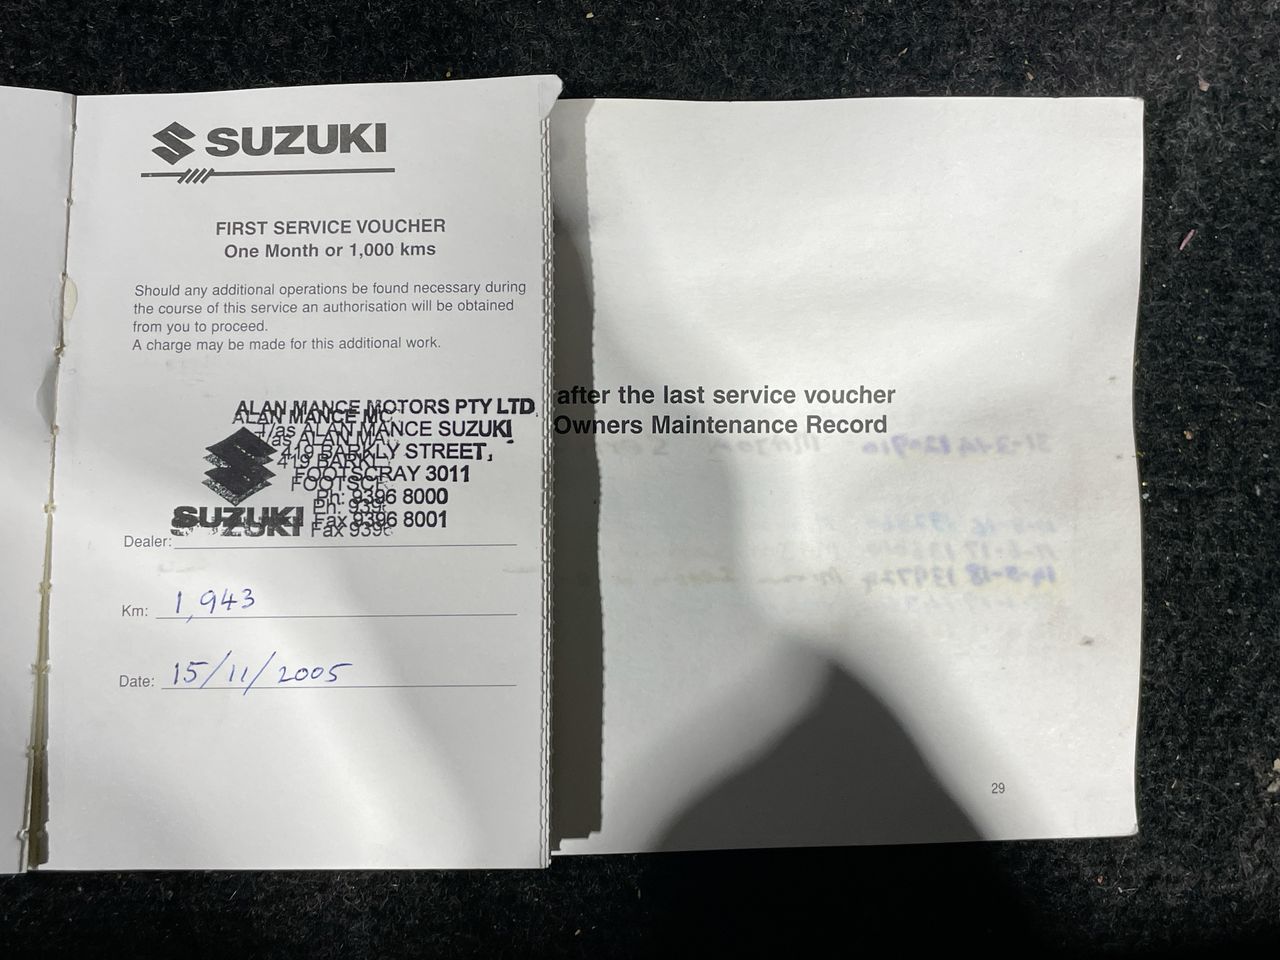 SUZUKI
FIRST SERVICE VOUCHER
One Month or 1,000 kms
Should any additional operations be found necessary during
the course of this service an authorisation will be obtained
from you to proceed.
A charge may be made for this additional work.
ALAN MANCE MOTORS PTY LTD
T/as ALAN MANCE SUZUKI
419 BARKLY STREET,
FOOTSCRAY 3011
Ph: 9396 8000
SUZUKI Fax 9396 8001
Dealer:
Km: 1,943
Date: 15/11/2005
after the last service voucher
Owners Maintenance Record
29